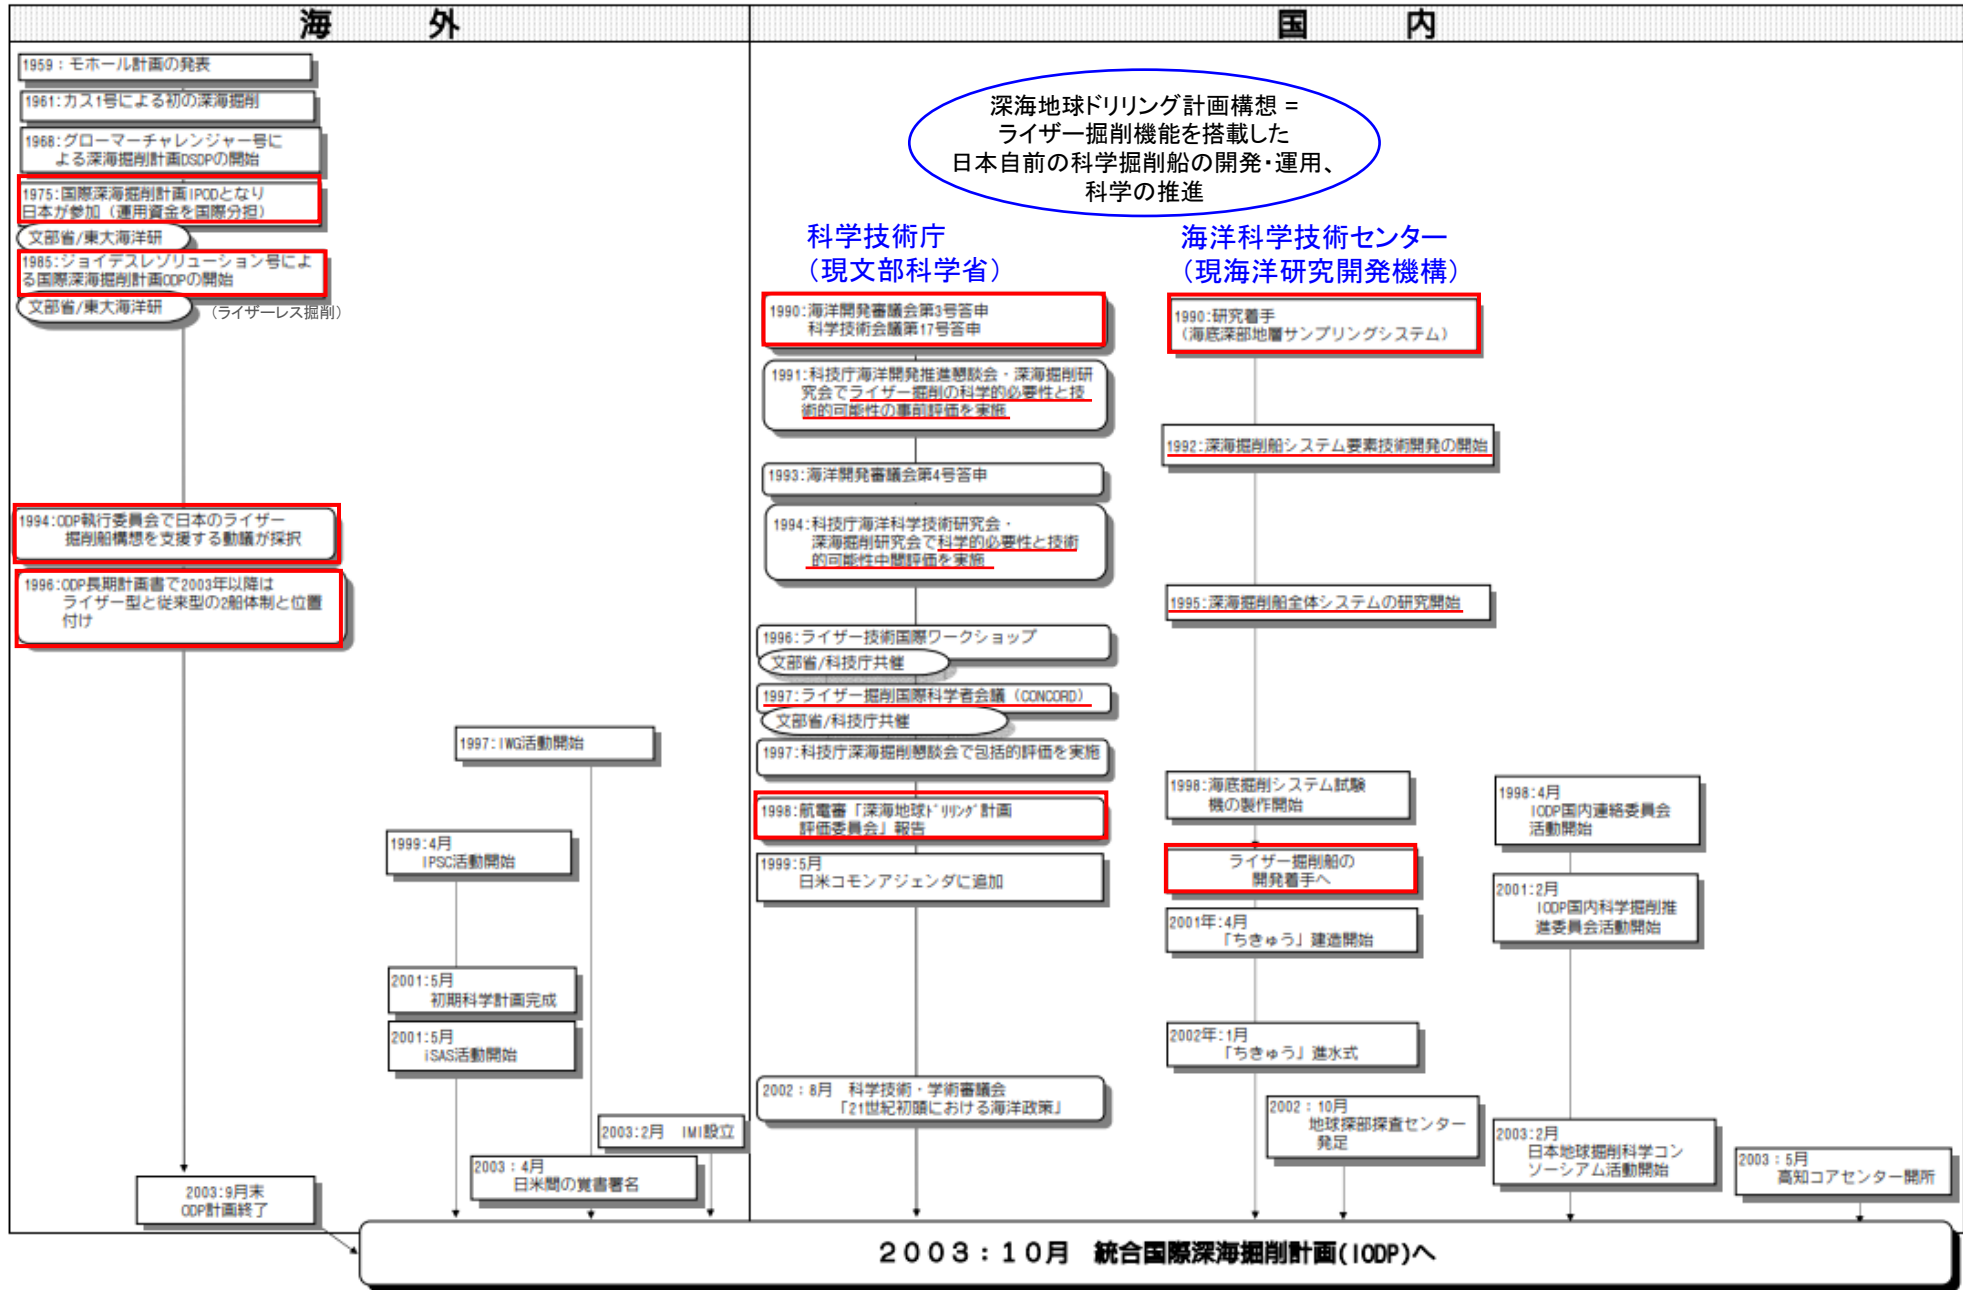 海外
国内
1959：モホール計画の発表
1961：カス1号による初の深海掘削
1968：グローマーチャレンジャー号に
よる深海掘削計画DSDPの開始
1975：国際深海掘削計画IPODとなり
日本が参加（運用資金を国際分担）
文部省/東大海洋研
1985：ジョイデスレゾリューション号によ
る国際深海掘削計画ODPの開始
文部省/東大海洋研
（ライザーレス掘削）
1994：ODP執行委員会で日本のライザー
掘削船構想を支援する動議が採択
1996：ODP長期計画書で2003年以降は
ライザー型と従来型の2船体制と位置
付け
1997：IWG活動開始
1999：4月
IPSC活動開始
2001：5月
初期科学計画完成
2001：5月
iSAS活動開始
2003：2月　IMI設立
2003：4月
日米間の覚書署名
2003：9月末
ODP計画終了
深海地球ドリリング計画構想 =
ライザー掘削機能を搭載した
日本自前の科学掘削船の開発・運用、
科学の推進
科学技術庁
（現文部科学省）
1990：海洋開発審議会第3号答申
科学技術会議第17号答申
1991：科技庁海洋開発推進懇談会・深海掘削研
究会でライザー掘削の科学的必要性と技
術的可能性の事前評価を実施
1993：海洋開発審議会第4号答申
1994：科技庁海洋科学技術研究会・
深海掘削研究会で科学的必要性と技術
的可能性中間評価を実施
1996：ライザー技術国際ワークショップ
文部省/科技庁共催
1997：ライザー掘削国際科学者会議（CONCORD）
文部省/科技庁共催
1997：科技庁深海掘削懇談会で包括的評価を実施
1998：航電審「深海地球ﾄﾞﾘﾘﾝｸﾞ計画
評価委員会」報告
1999：5月
日米コモンアジェンダに追加
2002：8月　科学技術・学術審議会
「21世紀初頭における海洋政策」
海洋科学技術センター
（現海洋研究開発機構）
1990：研究着手
（海底深部地層サンプリングシステム）
1992：深海掘削船システム要素技術開発の開始
1995：深海掘削船全体システムの研究開始
1998：海底掘削システム試験
機の製作開始
ライザー掘削船の
開発着手へ
2001年：4月
「ちきゅう」建造開始
2002年：1月
「ちきゅう」進水式
2002：10月
地球探部探査センター
発足
1998：4月
IODP国内連絡委員会
活動開始
2001：2月
IODP国内科学掘削推
進委員会活動開始
2003：2月
日本地球掘削科学コン
ソーシアム活動開始
2003：5月
高知コアセンター開所
２００３：１０月　統合国際深海掘削計画(IODP)へ